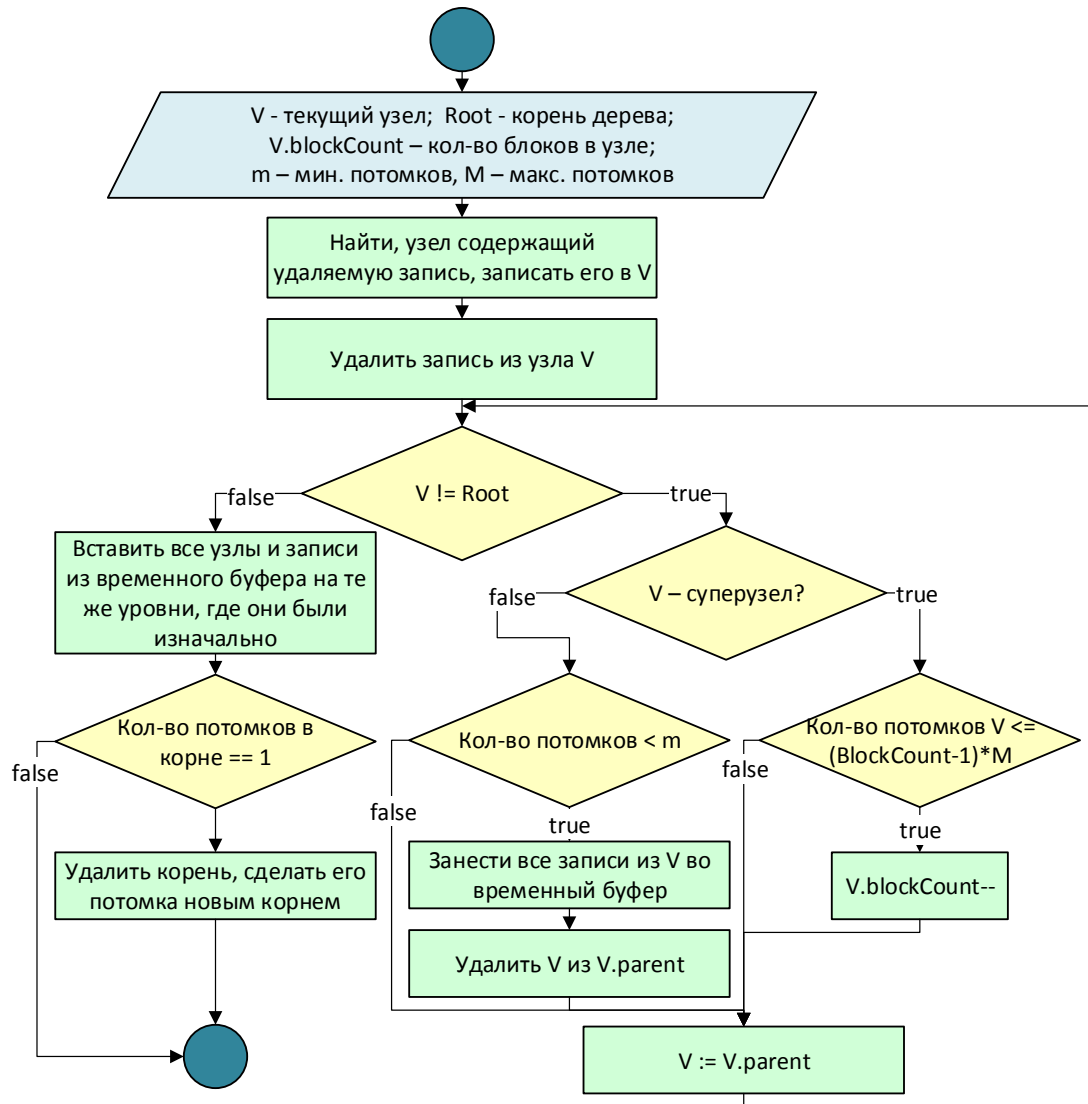 V - текущий узел; Root - корень дерева;
V.blockCount – кол-во блоков в узле;
m – мин. потомков, M – макс. потомков
Найти, узел содержащий
удаляемую запись, записать его в V
Удалить запись из узла V
V != Root
false
true
Вставить все узлы и записи
из временного буфера на те
же уровни, где они были
изначально
V – суперузел?
false
true
Кол-во потомков в
корне == 1
false
Кол-во потомков < m
false
true
Кол-во потомков V <=
(BlockCount-1)*M
false
true
Удалить корень, сделать его
потомка новым корнем
Занести все записи из V во
временный буфер
V.blockCount--
Удалить V из V.parent
V := V.parent